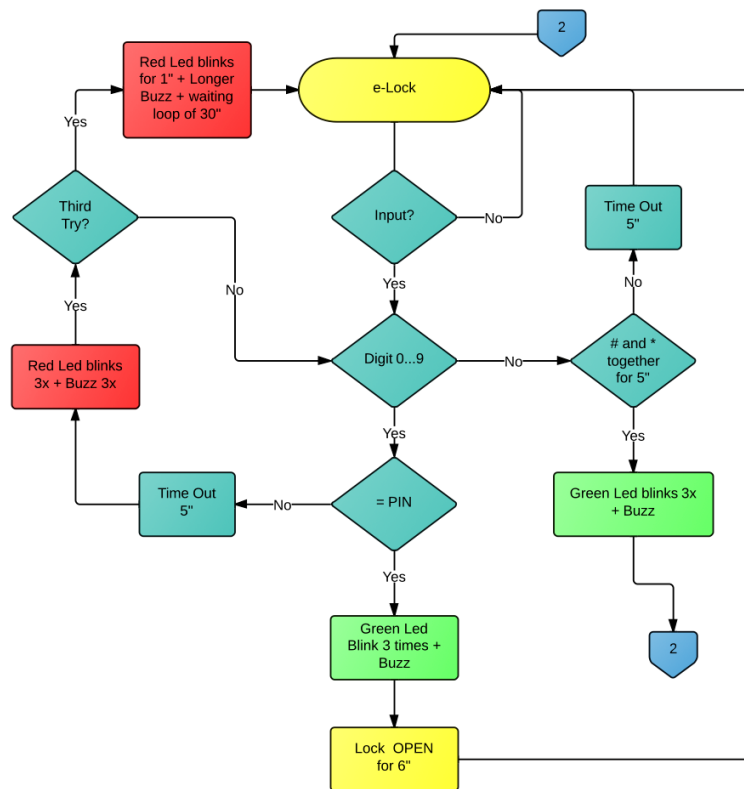 2
Red Led blinks
for 1" + Longer
Buzz + waiting
loop of 30"
e-Lock
Yes
Third
Try?
Input?
No
Time Out
5"
No
Yes
No
Yes
Red Led blinks
3x + Buzz 3x
Digit 0...9
No
# and *
together
for 5"
Yes
Yes
Time Out
5"
No
= PIN
Green Led blinks 3x
+ Buzz
Yes
Green Led
Blink 3 times +
Buzz
2
Lock OPEN
for 6"